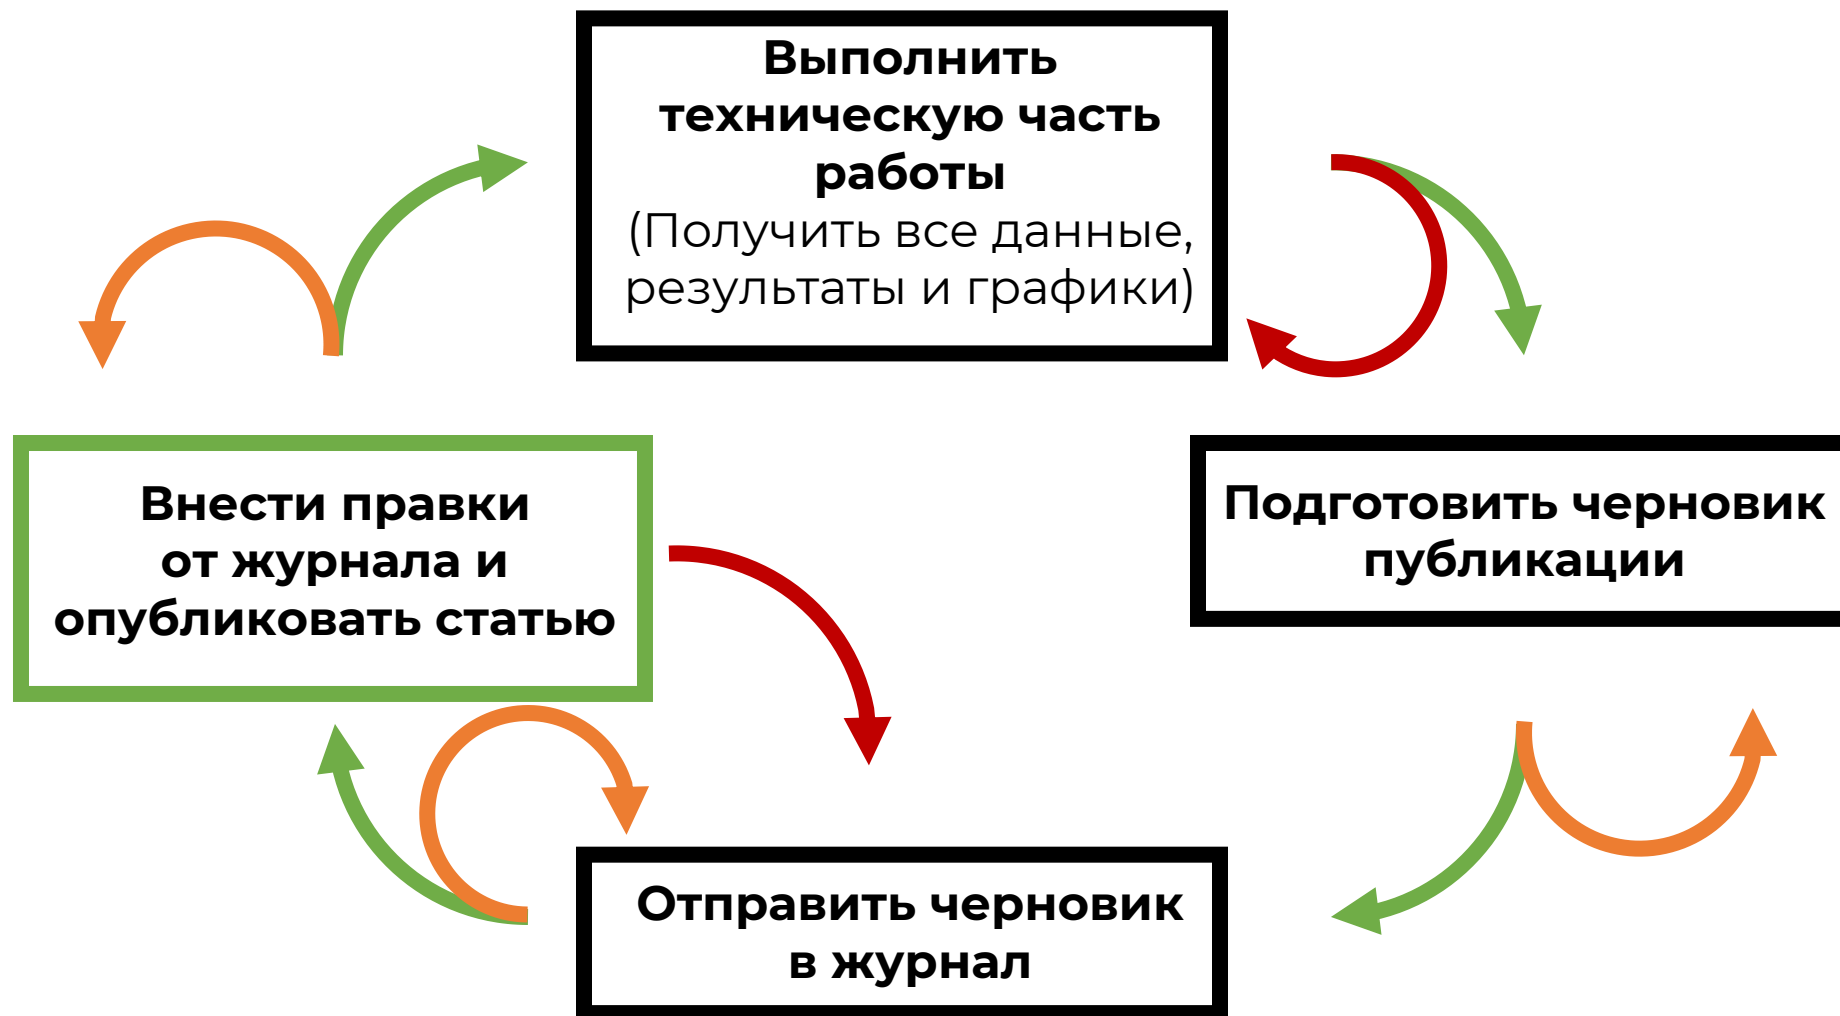 Выполнить
техническую часть
работы
(Получить все данные,
результаты и графики)
Внести правки
от журнала и
опубликовать статью
Подготовить черновик
публикации
Отправить черновик
в журнал